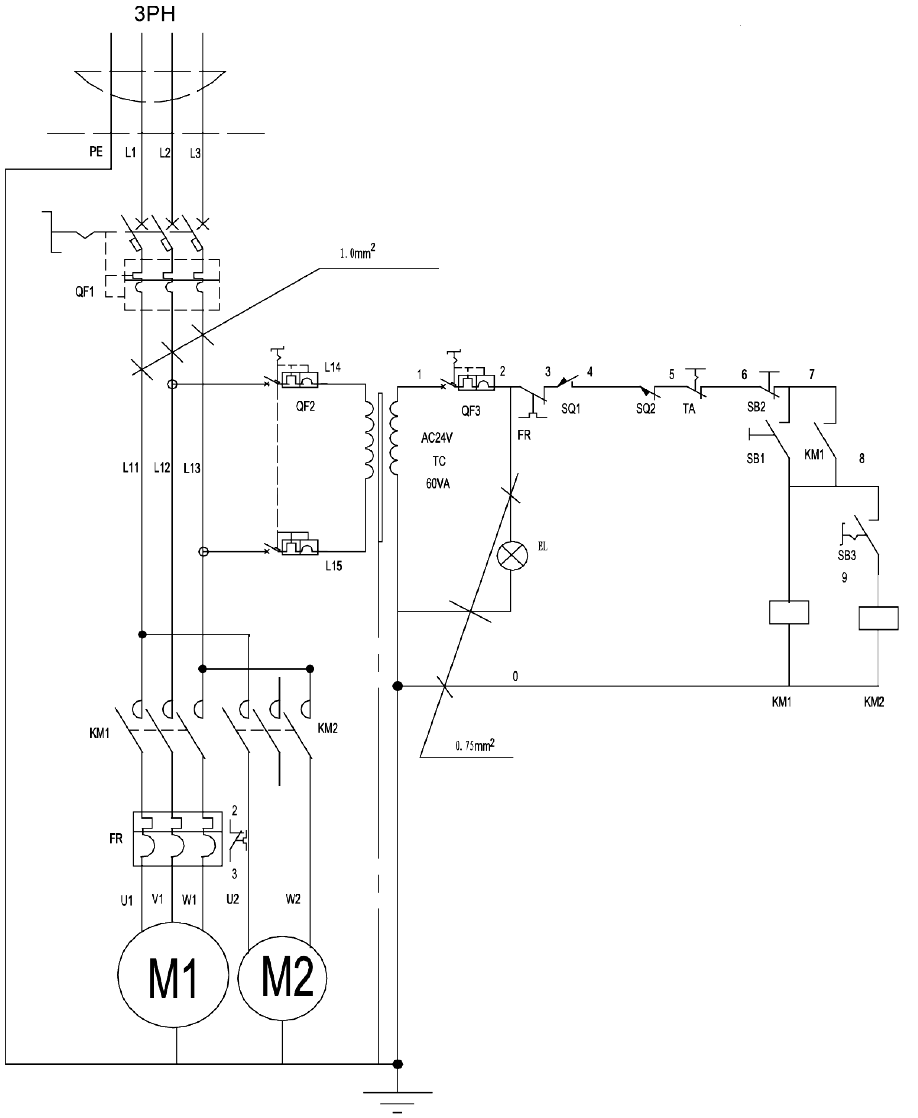 3PH
PE L1 L2 L3
1.0mm²
QF1
L14
1 2 3 4 5 6 7
QF2 QF3 SQ1 SQ2 TA SB2
FR
AC24V
TC
60VA
L11 L12 L13
SB1 KM1 8
EL
SB3
L15
9
0
KM1 KM2
KM1 KM2
0.75mm²
2
FR
3
U1 V1 W1 U2 W2
M1 M2